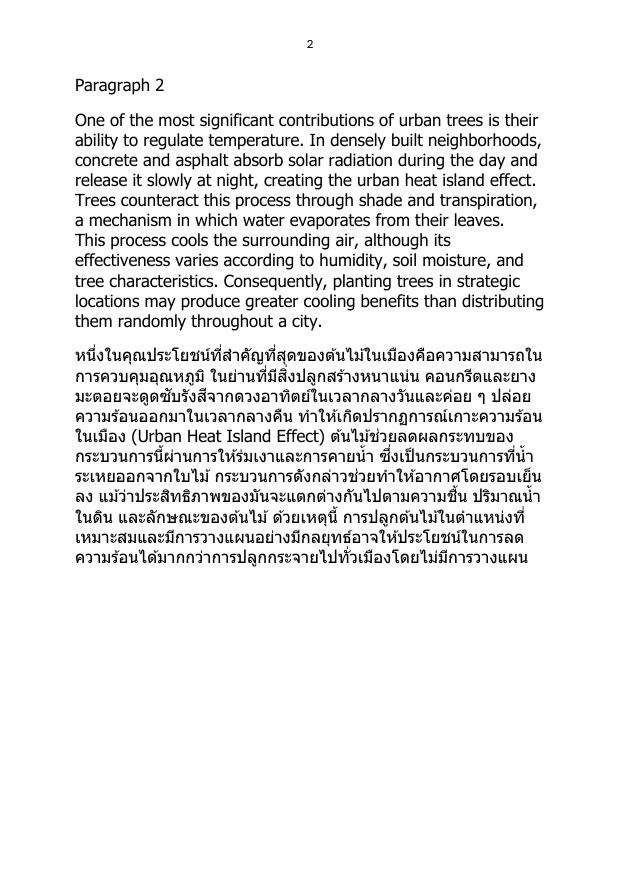 2
Paragraph 2
One of the most significant contributions of urban trees is their
ability to regulate temperature. In densely built neighborhoods,
concrete and asphalt absorb solar radiation during the day and
release it slowly at night, creating the urban heat island effect.
Trees counteract this process through shade and transpiration,
a mechanism in which water evaporates from their leaves.
This process cools the surrounding air, although its
effectiveness varies according to humidity, soil moisture, and
tree characteristics. Consequently, planting trees in strategic
locations may produce greater cooling benefits than distributing
them randomly throughout a city.
หนึ่งในคุณประโยชน์ที่สำคัญที่สุดของต้นไม้ในเมืองคือความสามารถใน
การควบคุมอุณหภูมิ ในย่านที่มีสิ่งปลูกสร้างหนาแน่น คอนกรีตและยาง
มะตอยจะดูดซับรังสีจากดวงอาทิตย์ในเวลากลางวันและค่อย ๆ ปล่อย
ความร้อนออกมาในเวลากลางคืน ทำให้เกิดปรากฏการณ์เกาะความร้อน
ในเมือง (Urban Heat Island Effect) ต้นไม้ช่วยลดผลกระทบของ
กระบวนการนี้ผ่านการให้ร่มเงาและการคายน้ำ ซึ่งเป็นกระบวนการที่น้ำ
ระเหยออกจากใบไม้ กระบวนการดังกล่าวช่วยทำให้อากาศโดยรอบเย็น
ลง แม้ว่าประสิทธิภาพของมันจะแตกต่างกันไปตามความชื้น ปริมาณน้ำ
ในดิน และลักษณะของต้นไม้ ด้วยเหตุนี้ การปลูกต้นไม้ในตำแหน่งที่
เหมาะสมและมีการวางแผนอย่างมีกลยุทธ์อาจให้ประโยชน์ในการลด
ความร้อนได้มากกว่าการปลูกกระจายไปทั่วเมืองโดยไม่มีการวางแผน